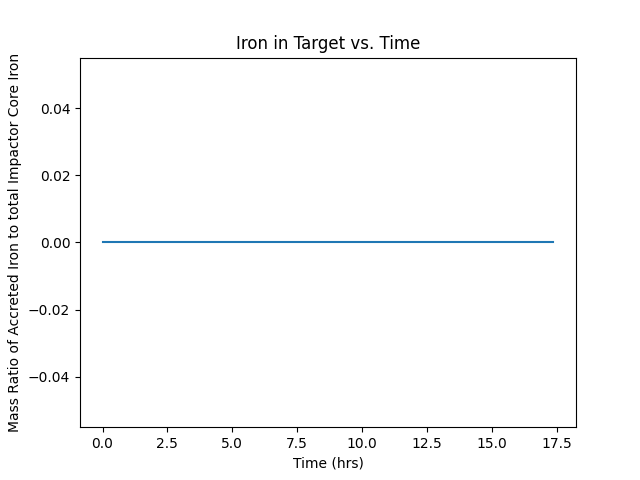 Iron in Target vs. Time
Mass Ratio of Accreted Iron to total Impactor Core Iron
0.04
0.02
0.00
−0.02
−0.04
0.0 2.5 5.0 7.5 10.0 12.5 15.0 17.5
Time (hrs)